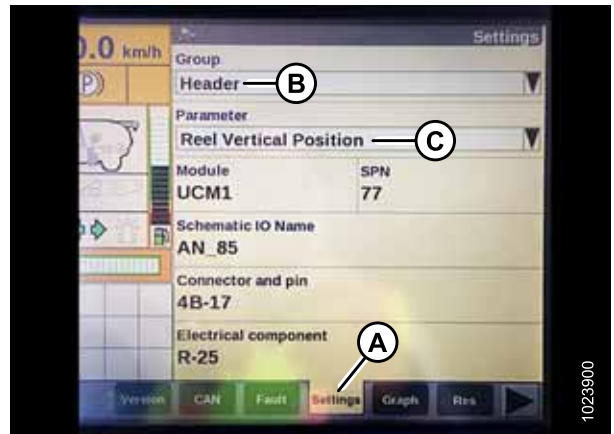 0.0 km/h
Settings
Group
Header
B
Parameter
Reel Vertical Position
C
Module
SPN
UCM1
77
Schematic IO Name
AN_85
Connector and pin
4B-17
Electrical component
R-25
A
Version
CAN
Fault
Settings
Graph
Res
1023900